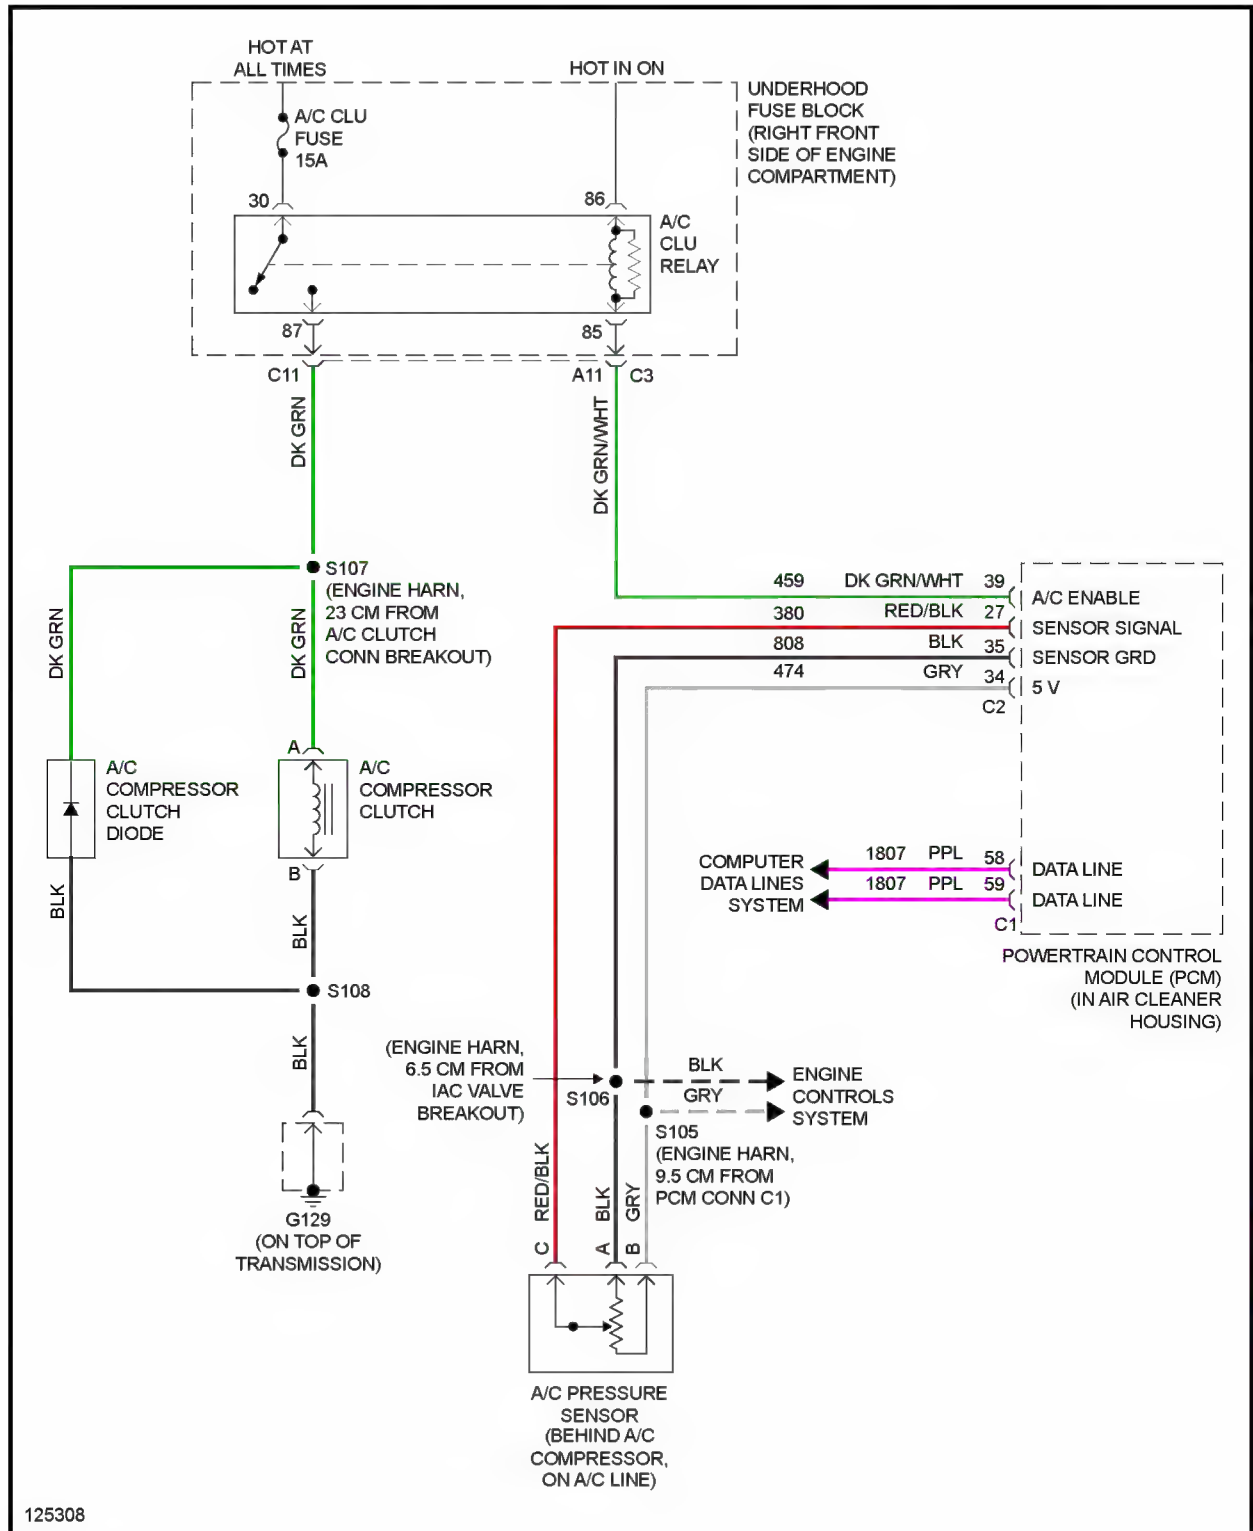 HOT AT
ALL TIMES
HOT IN ON
UNDERHOOD
FUSE BLOCK
(RIGHT FRONT
SIDE OF ENGINE
COMPARTMENT)
A/C CLU
FUSE
15A
30
86
A/C
CLU
RELAY
87
85
C11
A11
C3
DK GRN
DK GRN/WHT
S107
(ENGINE HARN,
23 CM FROM
A/C CLUTCH
CONN BREAKOUT)
DK GRN
DK GRN
459 DK GRN/WHT 39
A/C ENABLE
380 RED/BLK 27
SENSOR SIGNAL
808 BLK 35
SENSOR GRD
474 GRY 34
5 V
C2
A
A/C
COMPRESSOR
CLUTCH
DIODE
A/C
COMPRESSOR
CLUTCH
B
BLK
BLK
COMPUTER
DATA LINES
SYSTEM
1807 PPL 58
DATA LINE
1807 PPL 59
DATA LINE
C1
POWERTRAIN CONTROL
MODULE (PCM)
(IN AIR CLEANER
HOUSING)
S108
BLK
(ENGINE HARN,
6.5 CM FROM
IAC VALVE
BREAKOUT)
S106
BLK
GRY
ENGINE
CONTROLS
SYSTEM
S105
(ENGINE HARN,
9.5 CM FROM
PCM CONN C1)
RED/BLK
BLK
GRY
C
A
B
G129
(ON TOP OF
TRANSMISSION)
A/C PRESSURE
SENSOR
(BEHIND A/C
COMPRESSOR,
ON A/C LINE)
125308